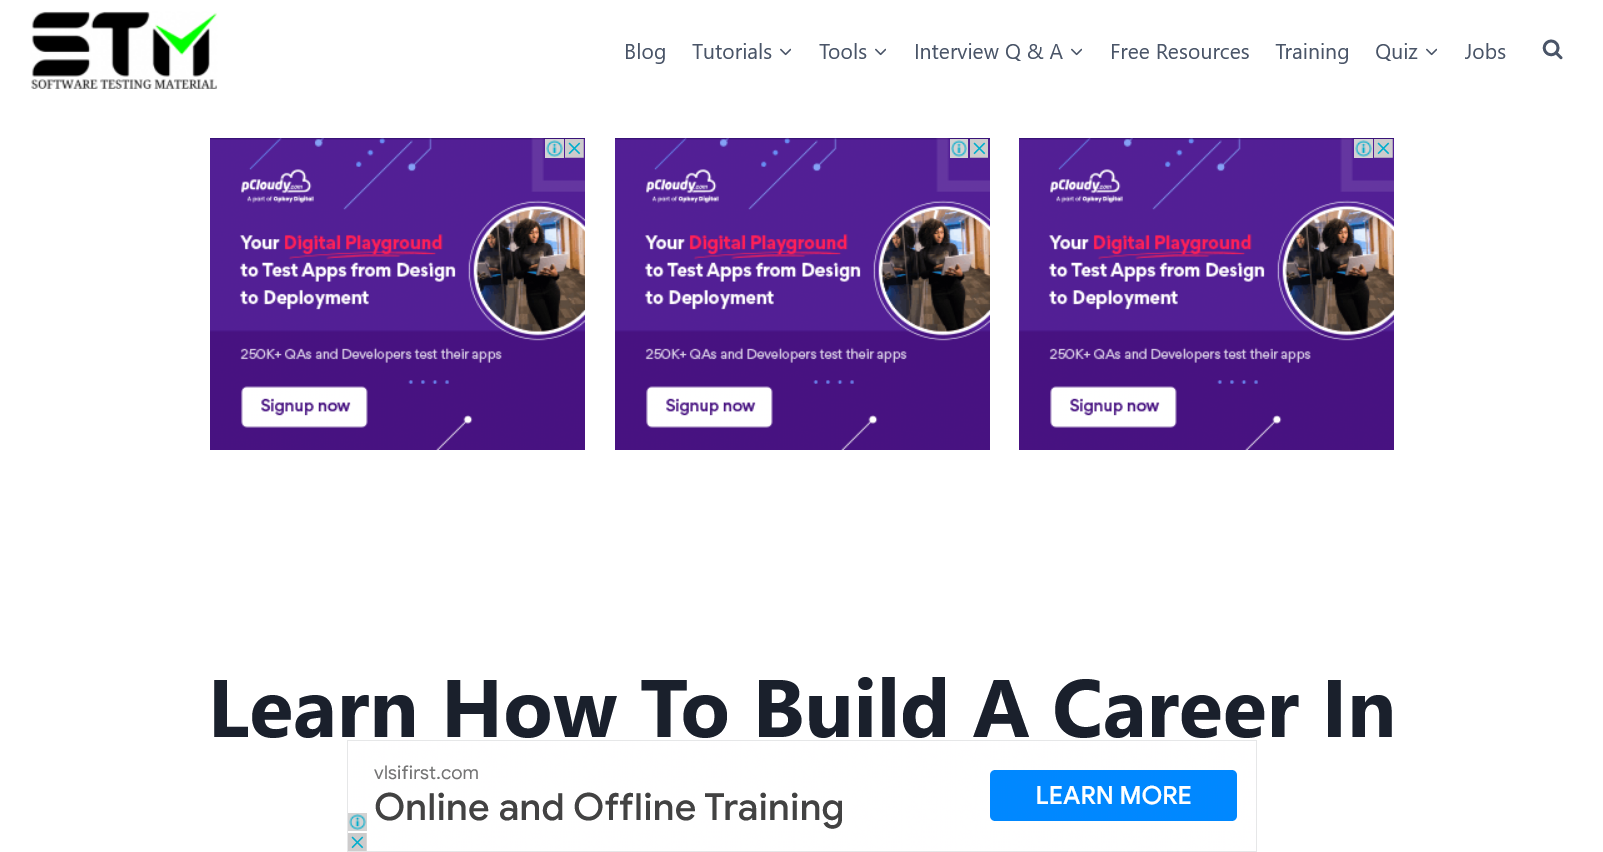 STM
SOFTWARE TESTING MATERIAL
Blog Tutorials Tools Interview Q & A Free Resources Training Quiz Jobs
pCloudy.com
A part of Opkey Digital
Your Digital Playground
to Test Apps from Design
to Deployment
250K+ QAs and Developers test their apps
Signup now
pCloudy.com
A part of Opkey Digital
Your Digital Playground
to Test Apps from Design
to Deployment
250K+ QAs and Developers test their apps
Signup now
pCloudy.com
A part of Opkey Digital
Your Digital Playground
to Test Apps from Design
to Deployment
250K+ QAs and Developers test their apps
Signup now
Learn How To Build A Career In
vlsifirst.com
Online and Offline Training
LEARN MORE